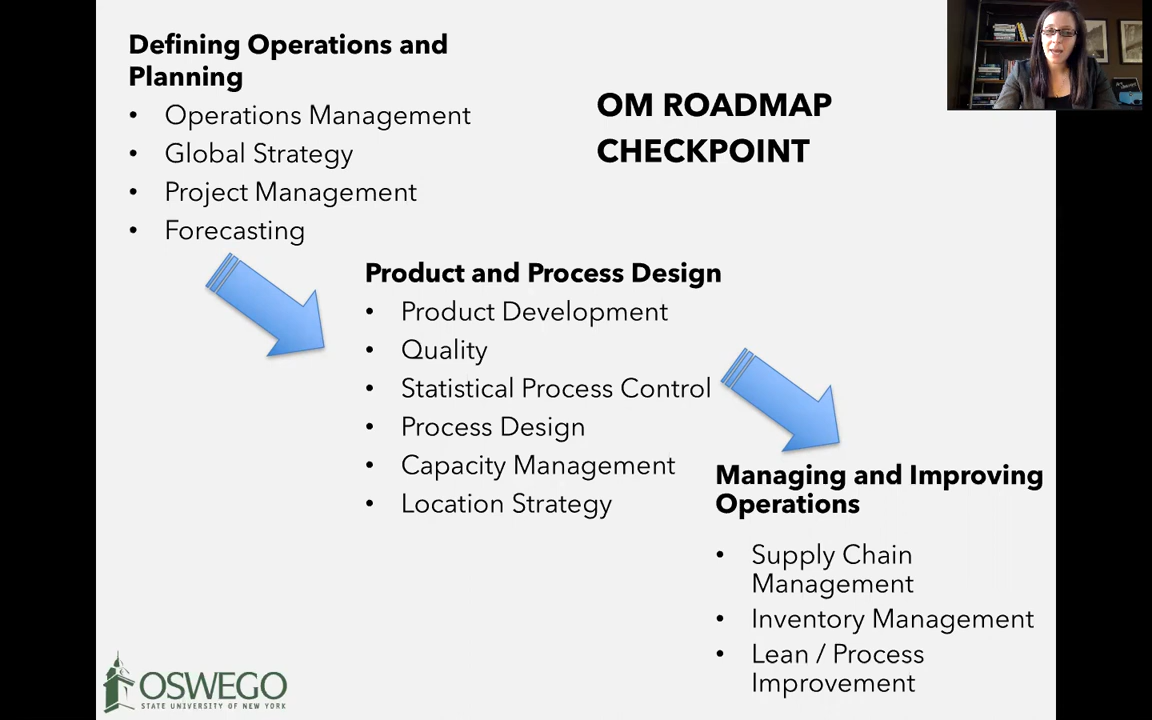 Defining Operations and
Planning
• Operations Management
• Global Strategy
• Project Management
• Forecasting
OM ROADMAP
CHECKPOINT
Product and Process Design
• Product Development
• Quality
• Statistical Process Control
• Process Design
• Capacity Management
• Location Strategy
Managing and Improving
Operations
• Supply Chain
Management
• Inventory Management
• Lean / Process
Improvement
OSWEGO
STATE UNIVERSITY OF NEW YORK